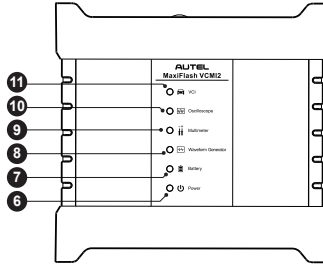 AUTEL
MaxiFlash VCMI2
11 VCI
10 Oscilloscope
9 Multimeter
8 Waveform Generator
7 Battery
6 Power